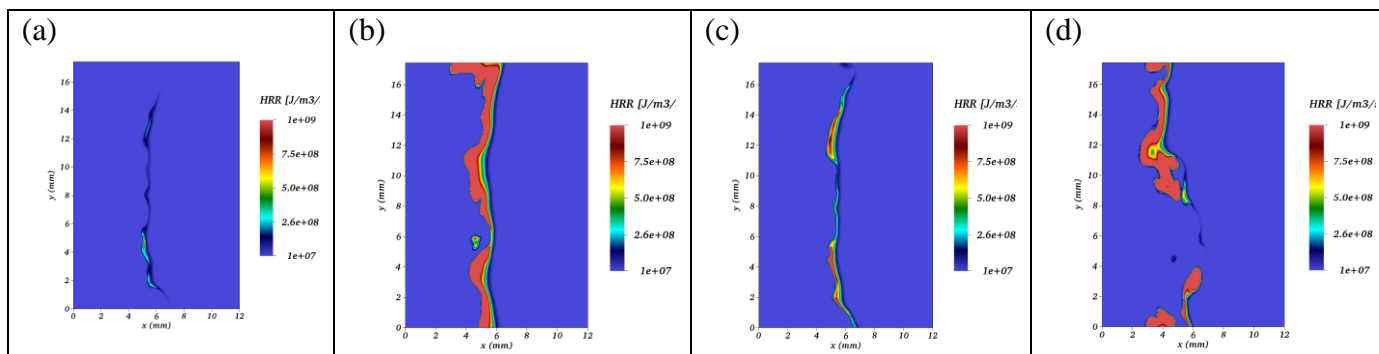 (a)
HRR [J/m3/.
1e+09
7.5e+08
5.0e+08
2.6e+08
1e+07
16
14
12
10
8
6
4
2
0
y (mm)
0 2 4 6 8 10 12
x (mm)
(b)
HRR [J/m3/.
1e+09
7.5e+08
5.0e+08
2.6e+08
1e+07
16
14
12
10
8
6
4
2
0
y (mm)
0 2 4 6 8 10 12
x (mm)
(c)
HRR [J/m3/.
1e+09
7.5e+08
5.0e+08
2.6e+08
1e+07
16
14
12
10
8
6
4
2
0
y (mm)
0 2 4 6 8 10 12
x (mm)
(d)
HRR [J/m3/:
1e+09
7.5e+08
5.0e+08
2.6e+08
1e+07
16
14
12
10
8
6
4
2
0
y (mm)
0 2 4 6 8 10 12
x (mm)